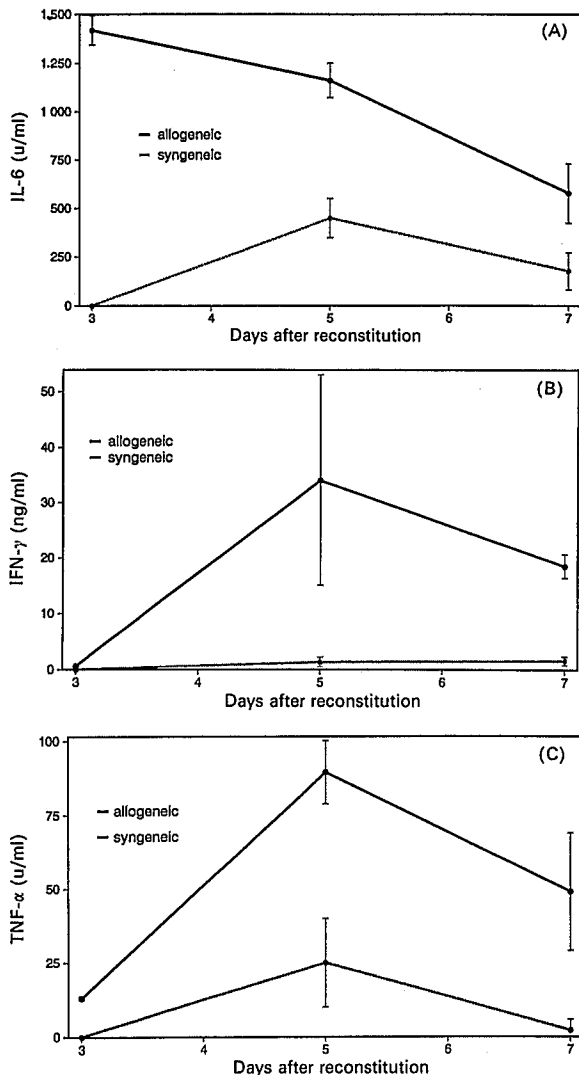 (A)
1.500
1.250
1 000
750
500
250
0
IL-6 (u/ml)
allogeneic
syngeneic
3 4 5 6 7
Days after reconstitution
(B)
50
40
30
20
10
0
IFN-γ (ng/ml)
allogeneic
syngeneic
3 4 5 6 7
Days after reconstitution
(C)
100
75
50
25
0
TNF-α (u/ml)
allogeneic
syngeneic
3 4 5 6 7
Days after reconstitution